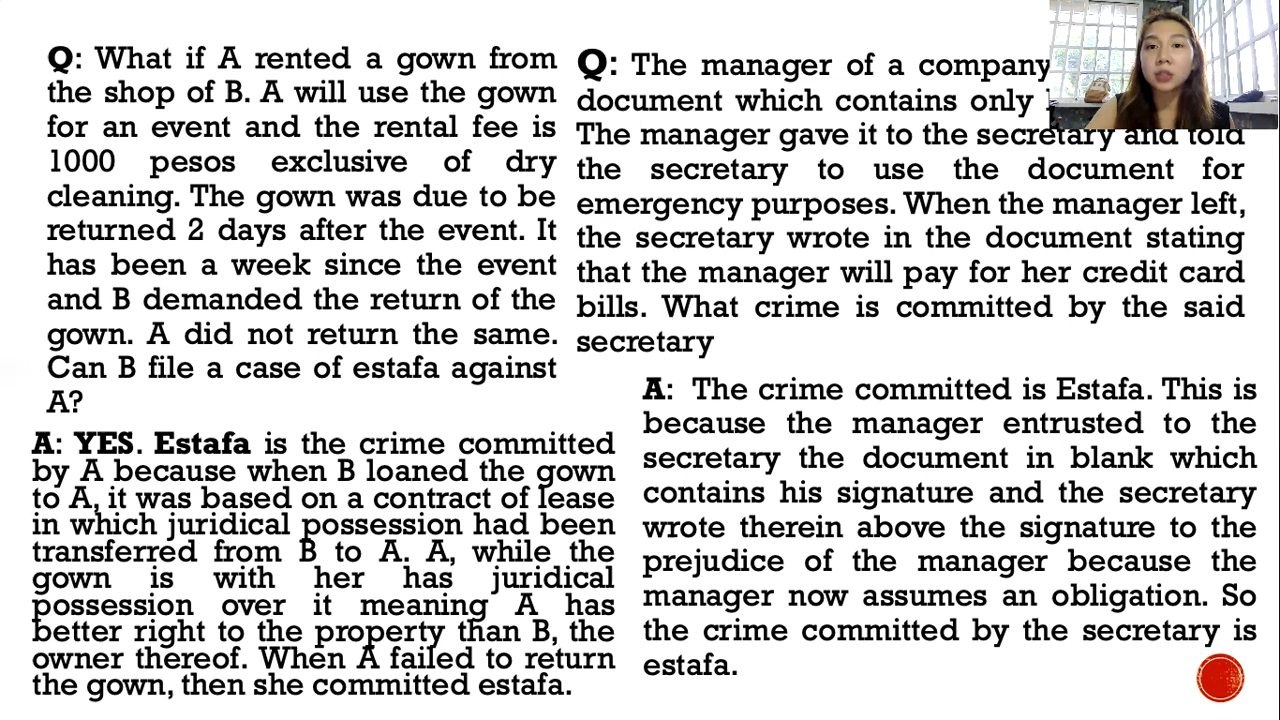 Q: What if A rented a gown from
the shop of B. A will use the gown
for an event and the rental fee is
1000 pesos exclusive of dry
cleaning. The gown was due to be
returned 2 days after the event. It
has been a week since the event
and B demanded the return of the
gown. A did not return the same.
Can B file a case of estafa against
A?
A: YES. Estafa is the crime committed
by A because when B loaned the gown
to A, it was based on a contract of lease
in which juridical possession had been
transferred from B to A. A, while the
gown is with her has juridical
possession over it meaning A has
better right to the property than B, the
owner thereof. When A failed to return
the gown, then she committed estafa.
Q: The manager of a company
document which contains only
The manager gave it to the secretary and told
the secretary to use the document for
emergency purposes. When the manager left,
the secretary wrote in the document stating
that the manager will pay for her credit card
bills. What crime is committed by the said
secretary
A: The crime committed is Estafa. This is
because the manager entrusted to the
secretary the document in blank which
contains his signature and the secretary
wrote therein above the signature to the
prejudice of the manager because the
manager now assumes an obligation. So
the crime committed by the secretary is
estafa.